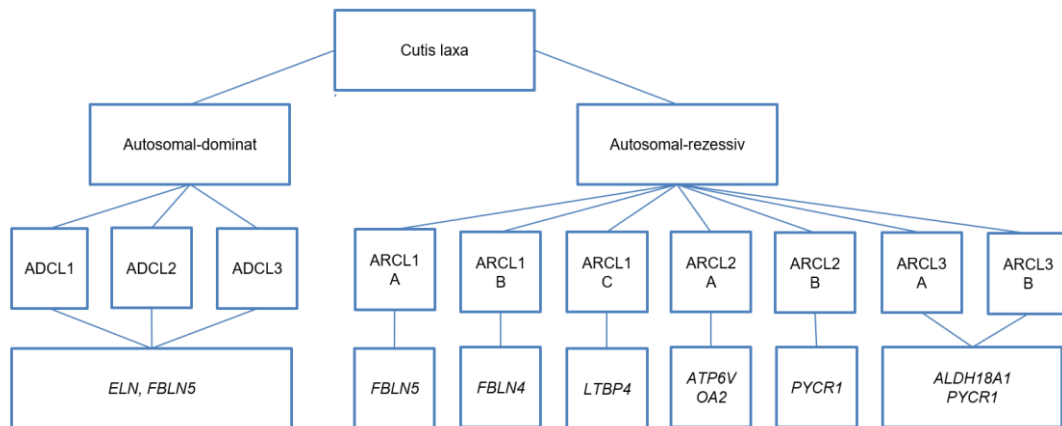 Cutis laxa
Autosomal-dominat
Autosomal-rezessiv
ADCL1
ADCL2
ADCL3
ARCL1
A
ARCL1
B
ARCL1
C
ARCL2
A
ARCL2
B
ARCL3
A
ARCL3
B
ELN, FBLN5
FBLN5
FBLN4
LTBP4
ATP6V
OA2
PYCR1
ALDH18A1
PYCR1